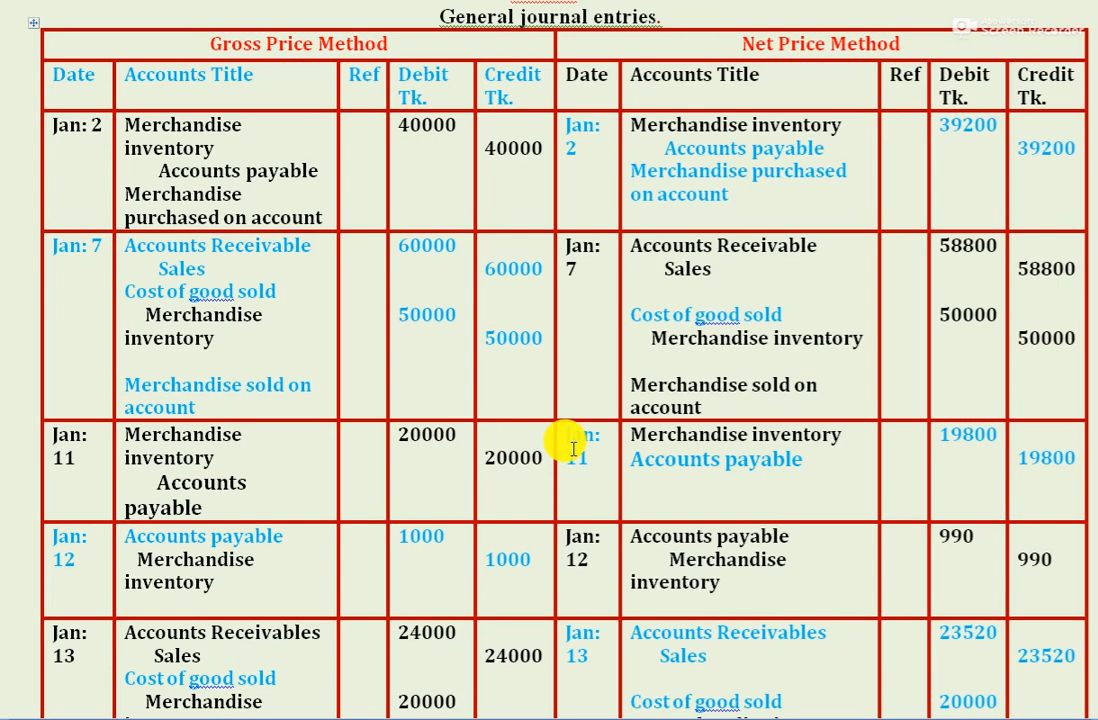 General journal entries.
Apowersoft
Screen Recorder
Gross Price Method
Net Price Method
Date Accounts Title Ref Debit Credit Date Accounts Title Ref Debit Credit
Tk. Tk. Tk. Tk.
Jan: 2 Merchandise 40000 Jan: Merchandise inventory 39200
inventory 40000 2 Accounts payable 39200
Accounts payable Merchandise purchased
Merchandise on account
purchased on account
Jan: 7 Accounts Receivable 60000 Jan: Accounts Receivable 58800
Sales 60000 7 Sales 58800
Cost of good sold
Merchandise 50000 Cost of good sold 50000
inventory 50000 Merchandise inventory 50000
Merchandise sold on Merchandise sold on
account account
Jan: Merchandise 20000 Jan: Merchandise inventory 19800
11 inventory 20000 11 Accounts payable 19800
Accounts
payable
Jan: Accounts payable 1000 Jan: Accounts payable 990
12 Merchandise 1000 12 Merchandise 990
inventory inventory
Jan: Accounts Receivables 24000 Jan: Accounts Receivables 23520
13 Sales 24000 13 Sales 23520
Cost of good sold
Merchandise 20000 Cost of good sold 20000